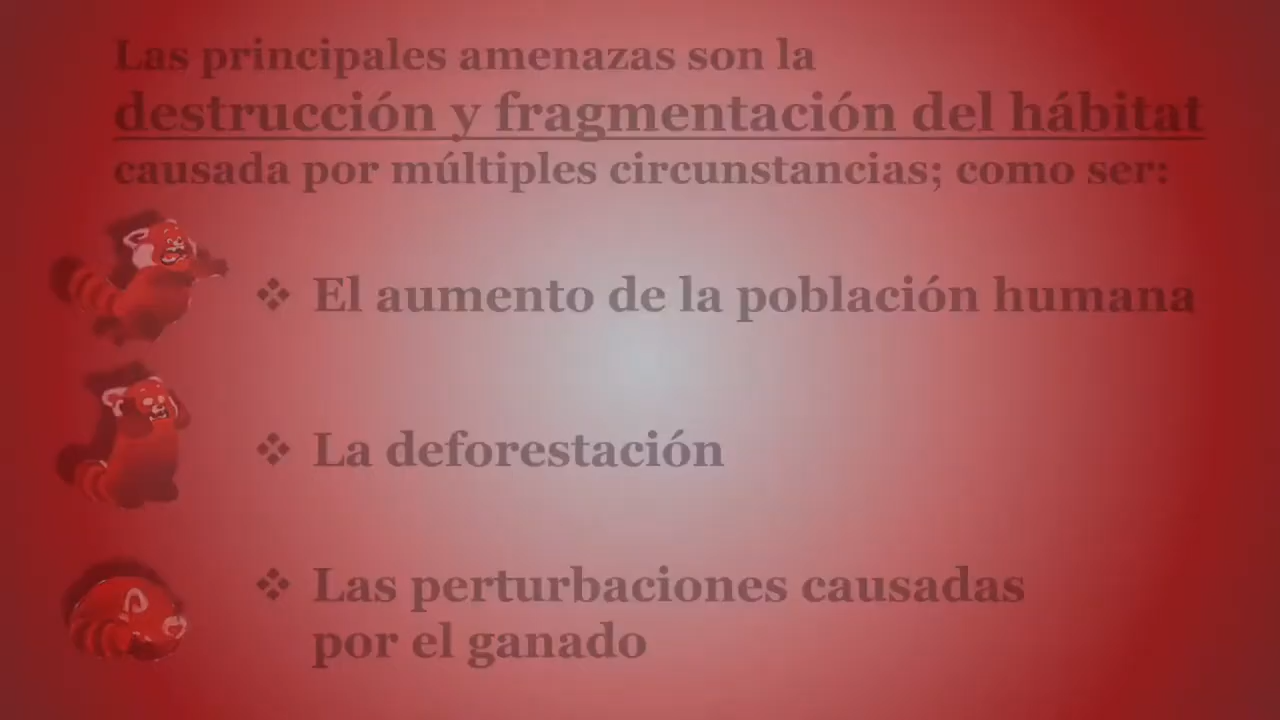 Las principales amenazas son la
destrucción y fragmentación del hábitat
causada por múltiples circunstancias; como ser:
❖ El aumento de la población humana
❖ La deforestación
❖ Las perturbaciones causadas
por el ganado